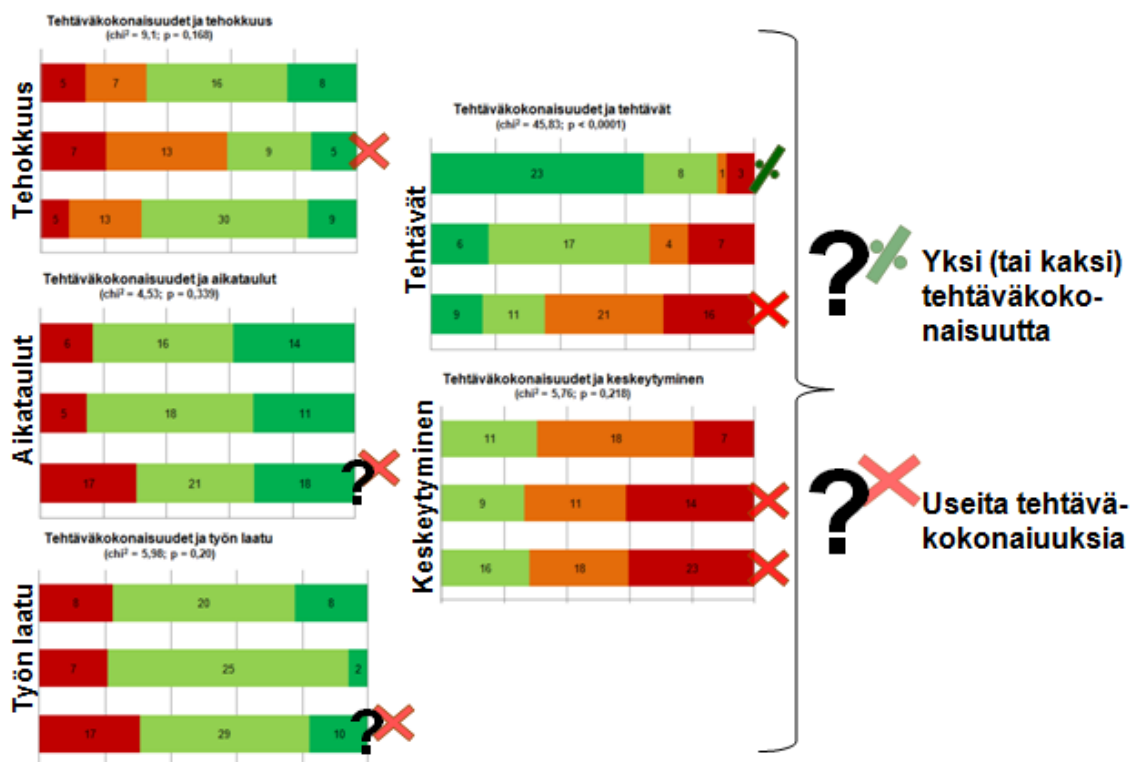 Tehtäväkokonaisuudet ja tehokkuus
(chi² = 9,1; p = 0,168)
Tehokkuus
5 7 16 8
7 13 9 5
5 13 30 9
Tehtäväkokonaisuudet ja aikataulut
(chi² = 4,53; p = 0,339)
Aikataulut
6 16 14
5 18 11
17 21 18
?
Tehtäväkokonaisuudet ja työn laatu
(chi² = 5,98; p = 0,20)
Työn laatu
8 20 8
7 25 2
17 29 10
?
Tehtäväkokonaisuudet ja tehtävät
(chi² = 45,83; p < 0,0001)
Tehtävät
23 8 1 3
6 17 4 7
9 11 21 16
Tehtäväkokonaisuudet ja keskeytyminen
(chi² = 5,76; p = 0,218)
Keskeytyminen
11 18 7
9 11 14
16 18 23
?
Yksi (tai kaksi)
tehtäväkoko-
naisuutta
?
Useita tehtävä-
kokonaiuuksia